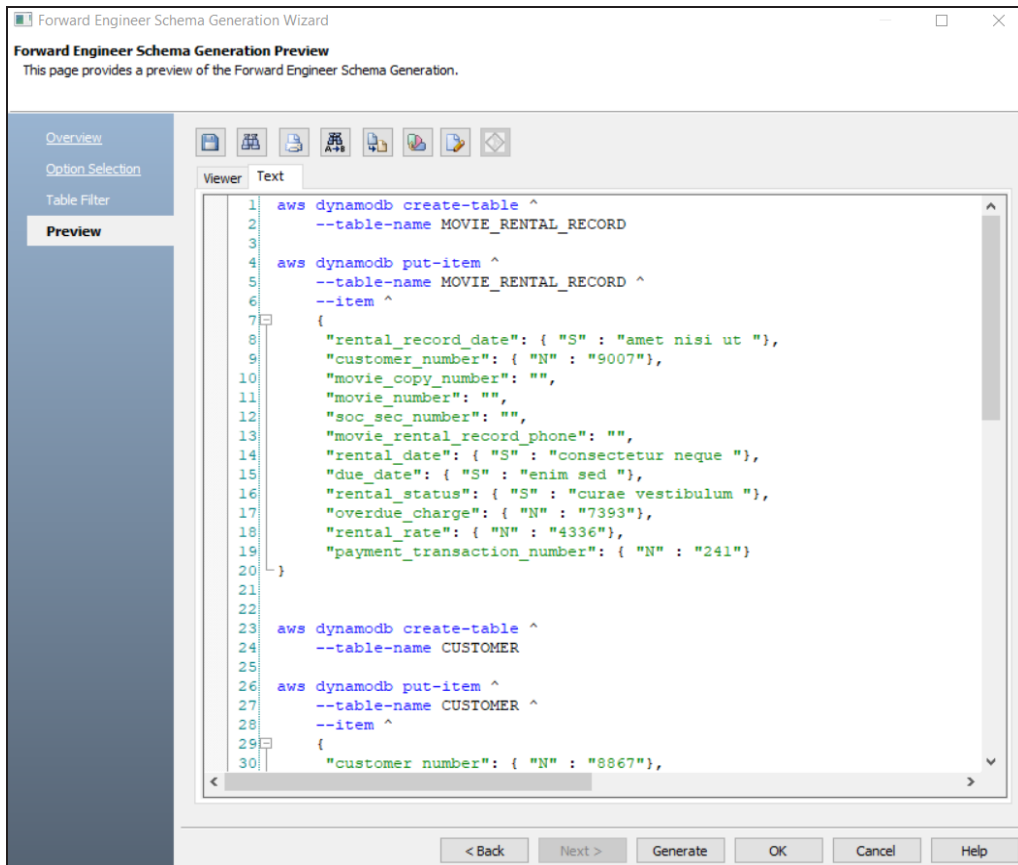 Forward Engineer Schema Generation Wizard
Forward Engineer Schema Generation Preview
This page provides a preview of the Forward Engineer Schema Generation.
Overview
Option Selection
Table Filter
Preview
A→B
Viewer Text
1 aws dynamodb create-table ^
2 --table-name MOVIE_RENTAL_RECORD
3
4 aws dynamodb put-item ^
5 --table-name MOVIE_RENTAL_RECORD ^
6 --item ^
7 {
8 "rental_record_date": { "S" : "amet nisi ut "},
9 "customer_number": { "N" : "9007"},
10 "movie_copy_number": "",
11 "movie_number": "",
12 "soc_sec_number": "",
13 "movie_rental_record_phone": "",
14 "rental_date": { "S" : "consectetur neque "},
15 "due_date": { "S" : "enim sed "},
16 "rental_status": { "S" : "curae vestibulum "},
17 "overdue_charge": { "N" : "7393"},
18 "rental_rate": { "N" : "4336"},
19 "payment_transaction_number": { "N" : "241"}
20 }
21
22
23 aws dynamodb create-table ^
24 --table-name CUSTOMER
25
26 aws dynamodb put-item ^
27 --table-name CUSTOMER ^
28 --item ^
29 {
30 "customer_number": { "N" : "8867"},
< Back Next > Generate OK Cancel Help